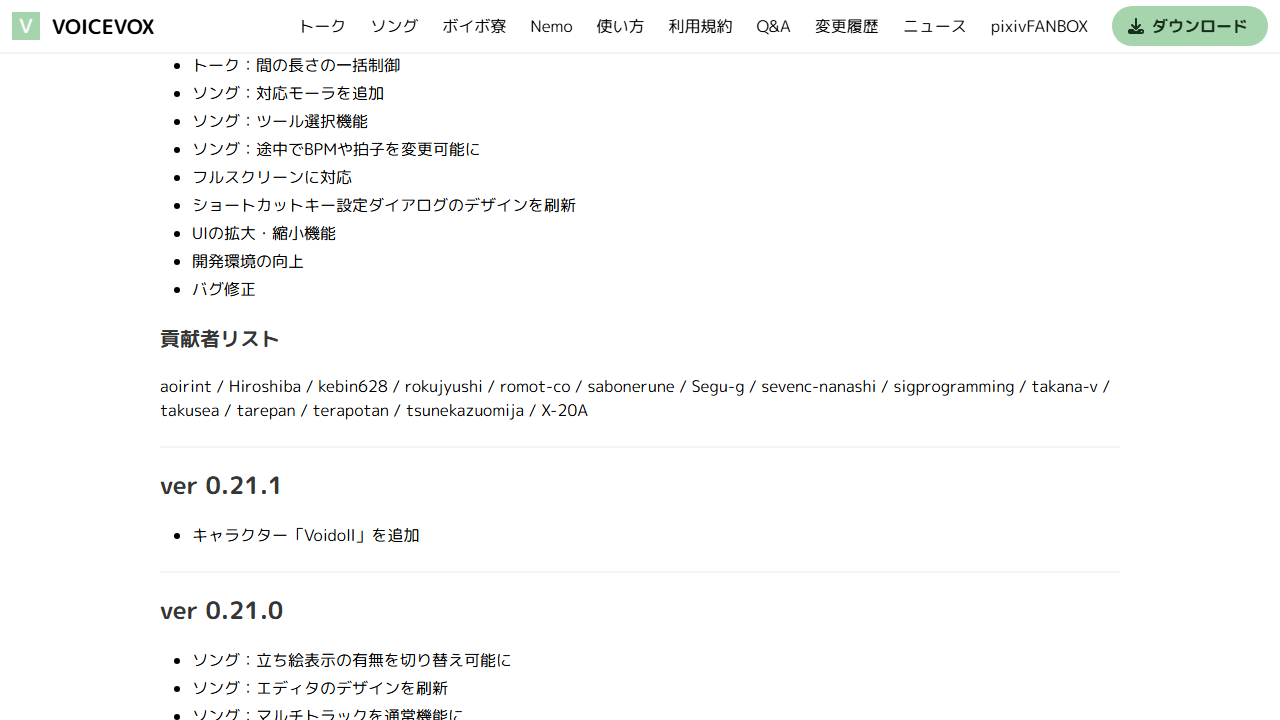 V VOICEVOX トーク ソング ボイボ寮 Nemo 使い方 利用規約 Q&A 変更履歴 ニュース pixivFANBOX ダウンロード
トーク：間の長さの一括制御
ソング：対応モーラを追加
ソング：ツール選択機能
ソング：途中でBPMや拍子を変更可能に
フルスクリーンに対応
ショートカットキー設定ダイアログのデザインを刷新
UIの拡大・縮小機能
開発環境の向上
バグ修正
貢献者リスト
aoirint / Hiroshiba / kebin628 / rokujyushi / romot-co / sabonerune / Segu-g / sevenc-nanashi / sigprogramming / takana-v /
takusea / tarepan / terapotan / tsunekazuomija / X-20A
ver 0.21.1
キャラクター「Voidoll」を追加
ver 0.21.0
ソング：立ち絵表示の有無を切り替え可能に
ソング：エディタのデザインを刷新
ソング：マルチトラックを通常機能に